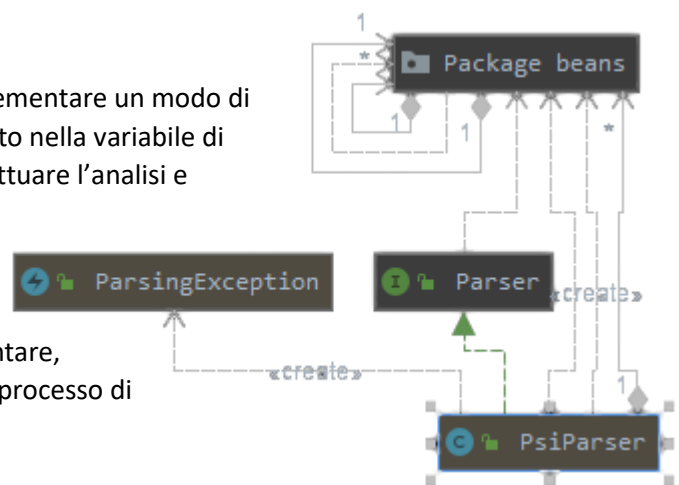 1
*
Package beans
ementare un modo di
1
to nella variabile di
1
*
ttuare l’analisi e
ParsingException
Parser
«create»
ntare,
«create»
processo di
1
PsiParser